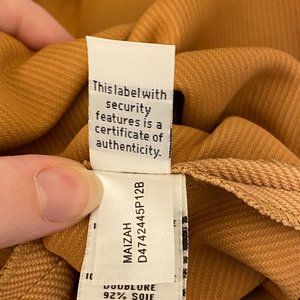 This label with
security
features is a
certificate of
authenticity.
MAIZAH
D4742445P12B
DOUBLURE
92% SOIE